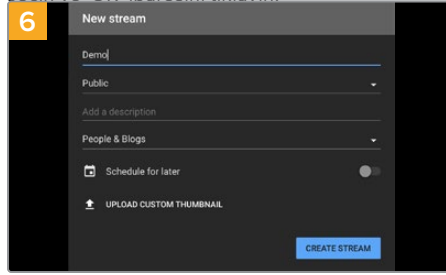 6
New stream
Demo
Public
Add a description
People & Blogs
Schedule for later
UPLOAD CUSTOM THUMBNAIL
CREATE STREAM